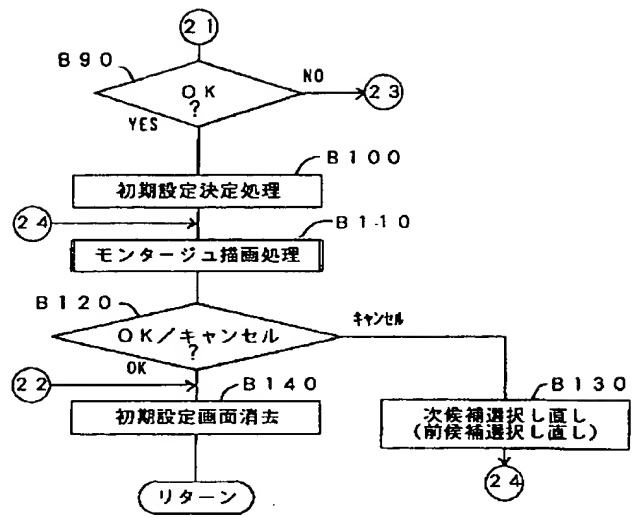 21
B90
OK
?
NO
23
YES
B100
初期設定決定処理
24
B110
モンタージュ描画処理
B120
OK/キャンセル
?
キャンセル
OK
22
B140
初期設定画面消去
B130
次候補選択し直し
(前候補選択し直し)
24
リターン